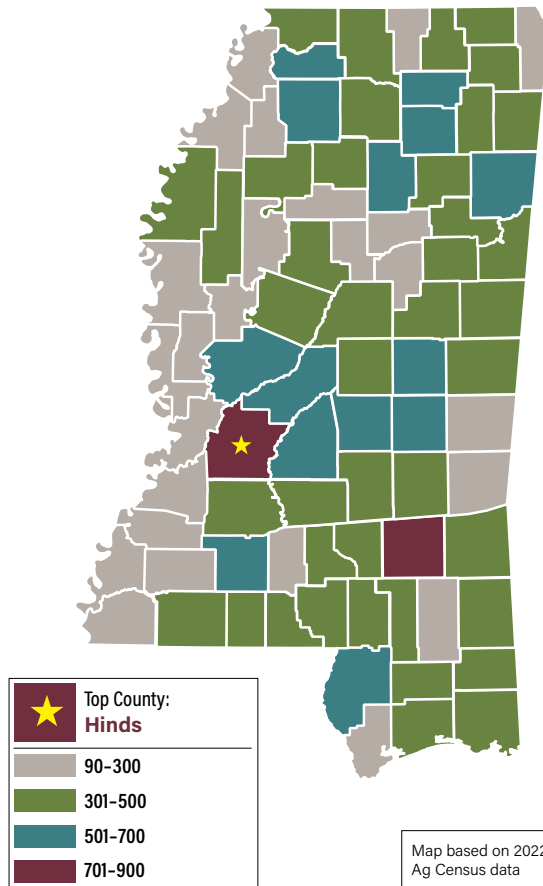 Top County:
Hinds
90–300
301–500
501–700
701–900
Map based on 2022
Ag Census data